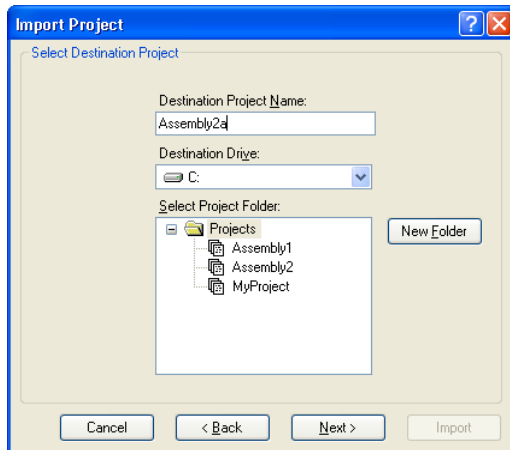 Import Project
Select Destination Project
Destination Project Name:
Assembly2a
Destination Drive:
C:
Select Project Folder:
Projects
New Folder
Assembly1
Assembly2
MyProject
Cancel
< Back
Next >
Import